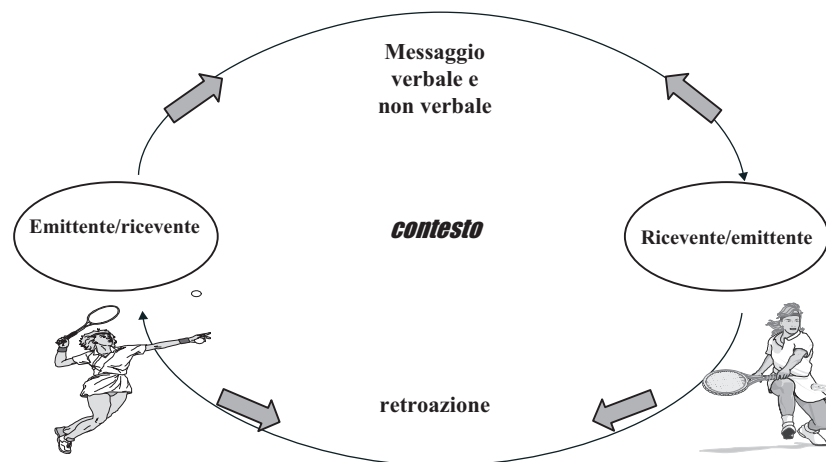 Messaggio
verbale e
non verbale
Emittente/ricevente
contesto
Ricevente/emittente
retroazione